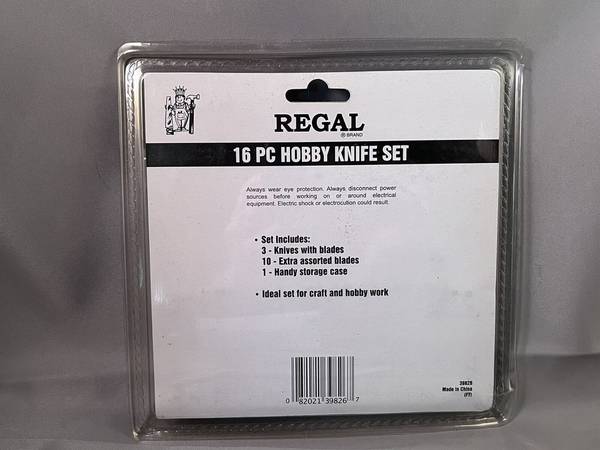 REGAL
® BRAND
16 PC HOBBY KNIFE SET
Always wear eye protection. Always disconnect power
sources before working on or around electrical
equipment. Electric shock or electrocution could result.
• Set Includes:
3 - Knives with blades
10 - Extra assorted blades
1 - Handy storage case
• Ideal set for craft and hobby work
0 82021 39826 7
Made in China
(FY)